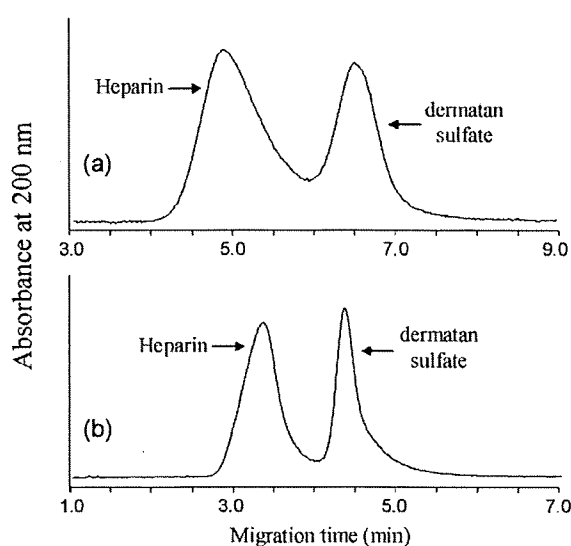 Absorbance at 200 nm
Heparin
dermatan
sulfate
(a)
3.0 5.0 7.0 9.0
Heparin
dermatan
sulfate
(b)
1.0 3.0 5.0 7.0
Migration time (min)